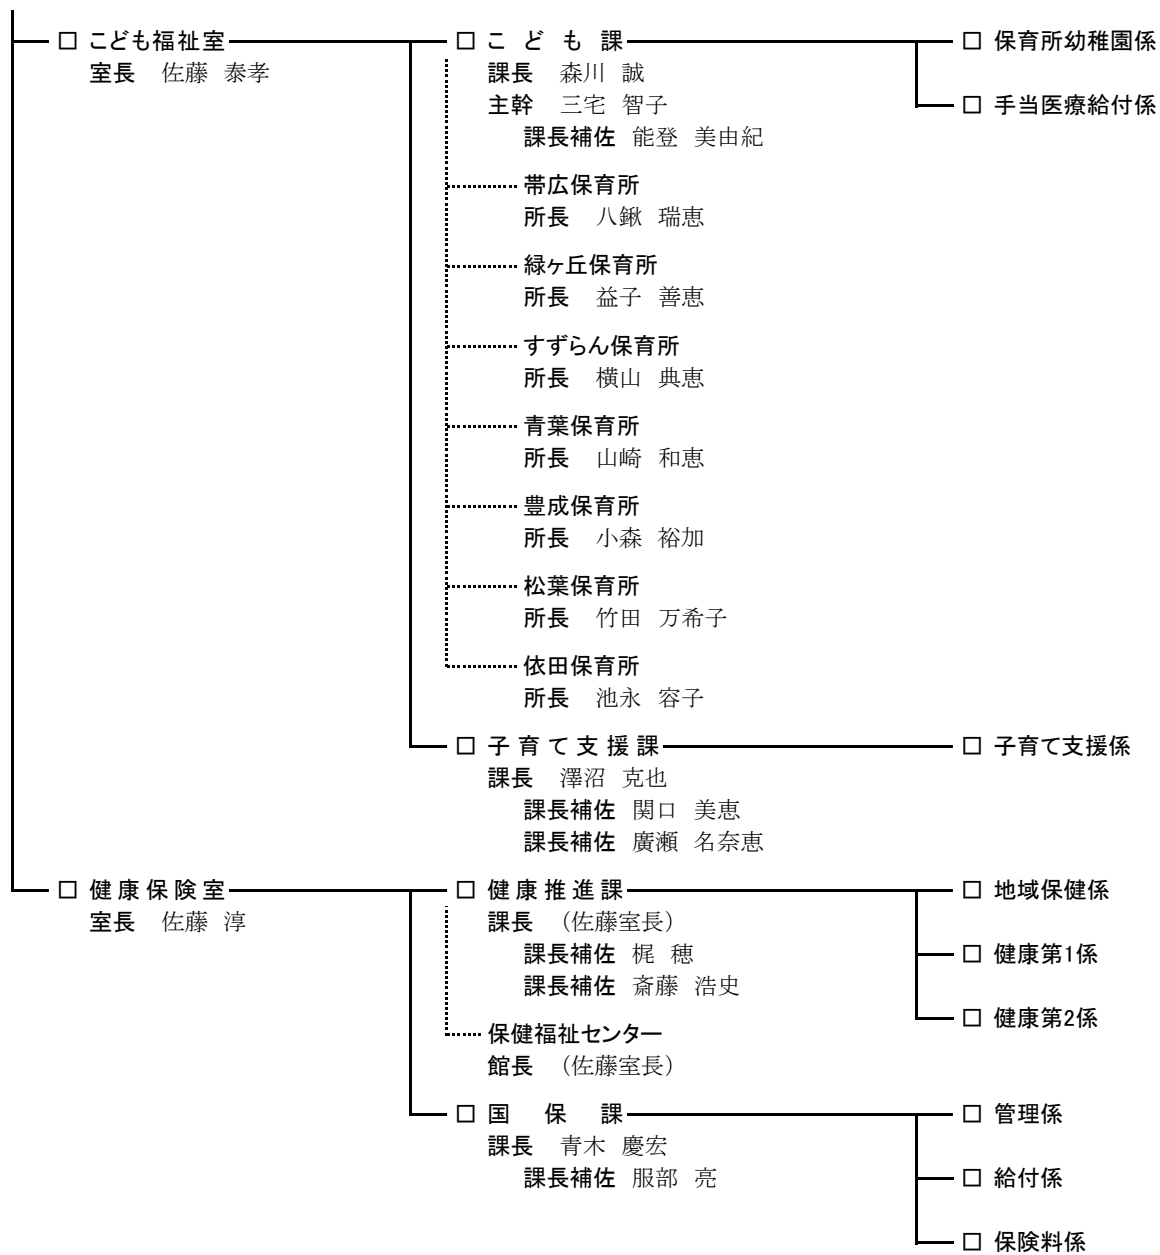 □ こども福祉室 □ こども課 □ 保育所幼稚園係
室長 佐藤 泰孝 課長 森川 誠
主幹 三宅 智子 □ 手当医療給付係
課長補佐 能登 美由紀
帯広保育所
所長 八鍬 瑞恵
緑ヶ丘保育所
所長 益子 善恵
すずらん保育所
所長 横山 典恵
青葉保育所
所長 山崎 和恵
豊成保育所
所長 小森 裕加
松葉保育所
所長 竹田 万希子
依田保育所
所長 池永 容子
□ 子育て支援課 □ 子育て支援係
課長 澤沼 克也
課長補佐 関口 美恵
課長補佐 廣瀬 名奈恵
□ 健康保険室 □ 健康推進課 □ 地域保健係
室長 佐藤 淳 課長 (佐藤室長)
課長補佐 梶 穂 □ 健康第1係
課長補佐 斎藤 浩史
□ 健康第2係
保健福祉センター
館長 (佐藤室長)
□ 国保課 □ 管理係
課長 青木 慶宏
課長補佐 服部 亮 □ 給付係
□ 保険料係